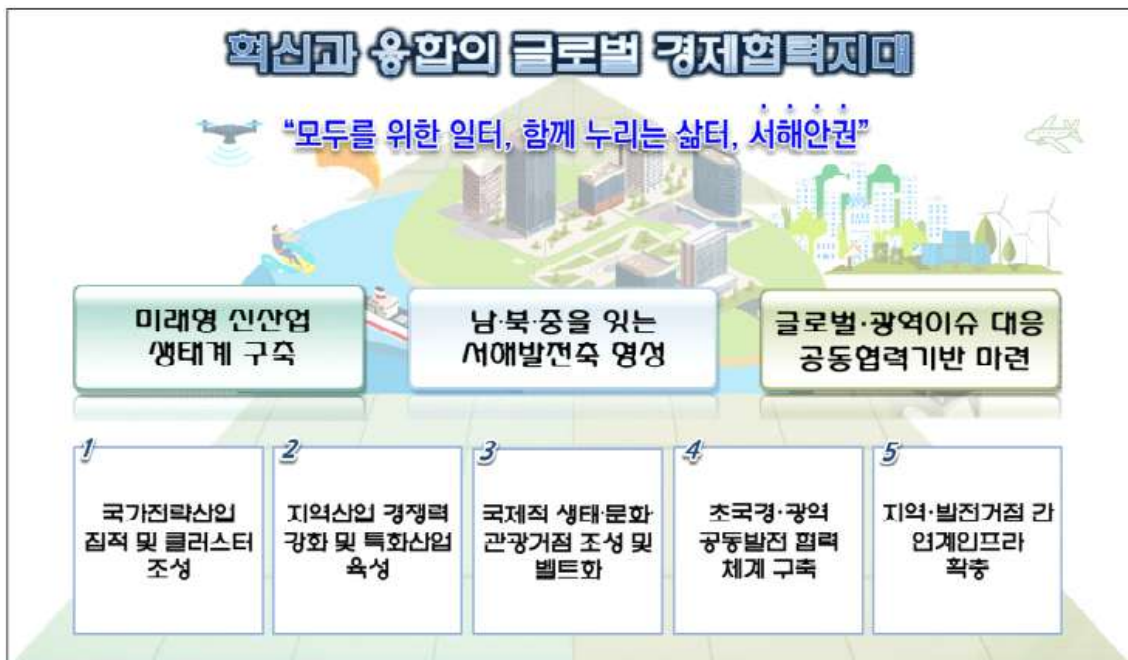 혁신과 융합의 글로벌 경제협력지대
“모두를 위한 일터, 함께 누리는 삶터, 서해안권”
미래형 신산업
생태계 구축
남·북·중을 잇는
서해발전축 형성
글로벌·광역이슈 대응
공동협력기반 마련
1
국가전략산업
집적 및 클러스터
조성
2
지역산업 경쟁력
강화 및 특화산업
육성
3
국제적 생태·문화·
관광거점 조성 및
벨트화
4
초국경·광역
공동발전 협력
체계 구축
5
지역·발전거점 간
연계인프라
확충